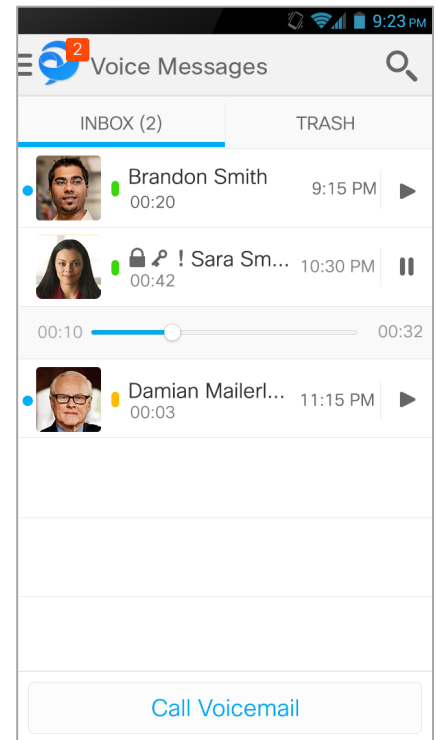 9:23 PM
2
Voice Messages
INBOX (2)
TRASH
Brandon Smith
9:15 PM
00:20
! Sara Sm...
10:30 PM
00:42
00:10
00:32
Damian Mailerl...
11:15 PM
00:03
Call Voicemail